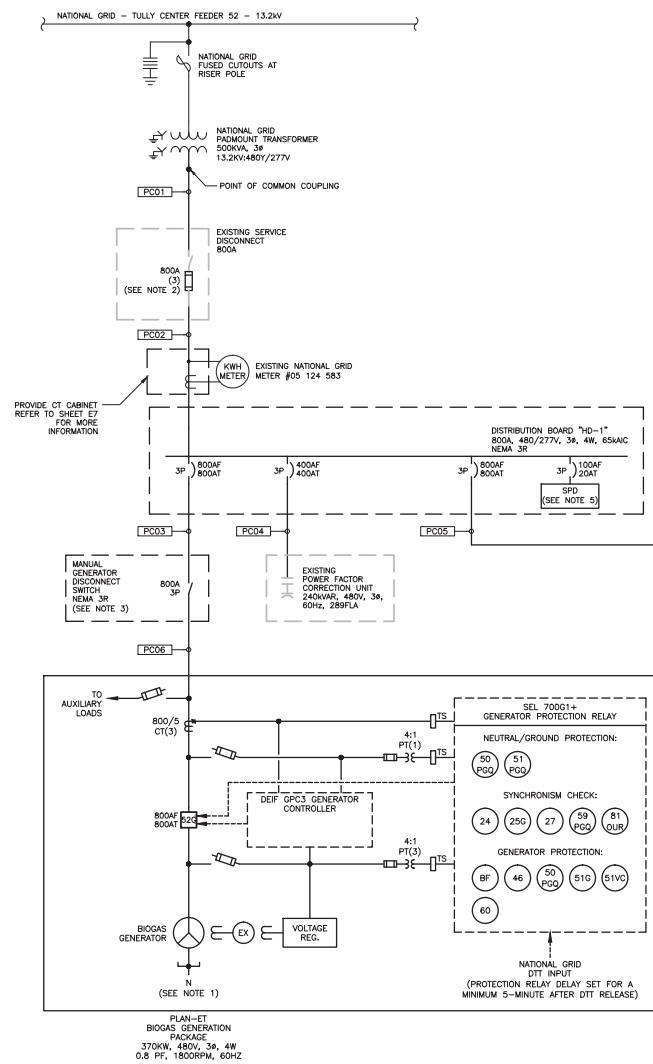 NATIONAL GRID – TULLY CENTER FEEDER 52 – 13.2kV
NATIONAL GRID
FUSED CUTOUTS AT
RISER POLE
NATIONAL GRID
PADMOUNT TRANSFORMER
500KVA, 3ø
13.2KV:480Y/277V
POINT OF COMMON COUPLING
PC01
EXISTING SERVICE
DISCONNECT
800A
800A
(3)
(SEE NOTE 2)
PC02
KWH
METER
EXISTING NATIONAL GRID
METER #05 124 583
PROVIDE CT CABINET
REFER TO SHEET E7
FOR MORE
INFORMATION
DISTRIBUTION BOARD "HD-1"
800A, 480/277V, 3ø, 4W, 65kAIC
NEMA 3R
3P
800AF
800AT
3P
400AF
400AT
3P
800AF
800AT
3P
100AF
20AT
SPD
(SEE NOTE 5)
PC03
PC04
PC05
MANUAL
GENERATOR
DISCONNECT
SWITCH
NEMA 3R
(SEE NOTE 3)
800A
3P
EXISTING
POWER FACTOR
CORRECTION UNIT
240kVAR, 480V, 3ø,
60Hz, 289FLA
PC06
TO
AUXILIARY
LOADS
800/5
CT(3)
TS
SEL 700G1+
GENERATOR PROTECTION RELAY
NEUTRAL/GROUND PROTECTION:
4:1
PT(1)
TS
50
PGQ
51
PGQ
DEIF GPC3 GENERATOR
CONTROLLER
800AF
800AT
52G
SYNCHRONISM CHECK:
24
25G
27
59
PGQ
81
OUR
4:1
PT(3)
TS
GENERATOR PROTECTION:
BF
46
50
PGQ
51G
51VC
60
BIOGAS
GENERATOR
EX
VOLTAGE
REG.
N
(SEE NOTE 1)
NATIONAL GRID
DTT INPUT
(PROTECTION RELAY DELAY SET FOR A
MINIMUM 5-MINUTE AFTER DTT RELEASE)
PLAN-ET
BIOGAS GENERATION
PACKAGE
370KW, 480V, 3ø, 4W
0.8 PF, 1800RPM, 60HZ